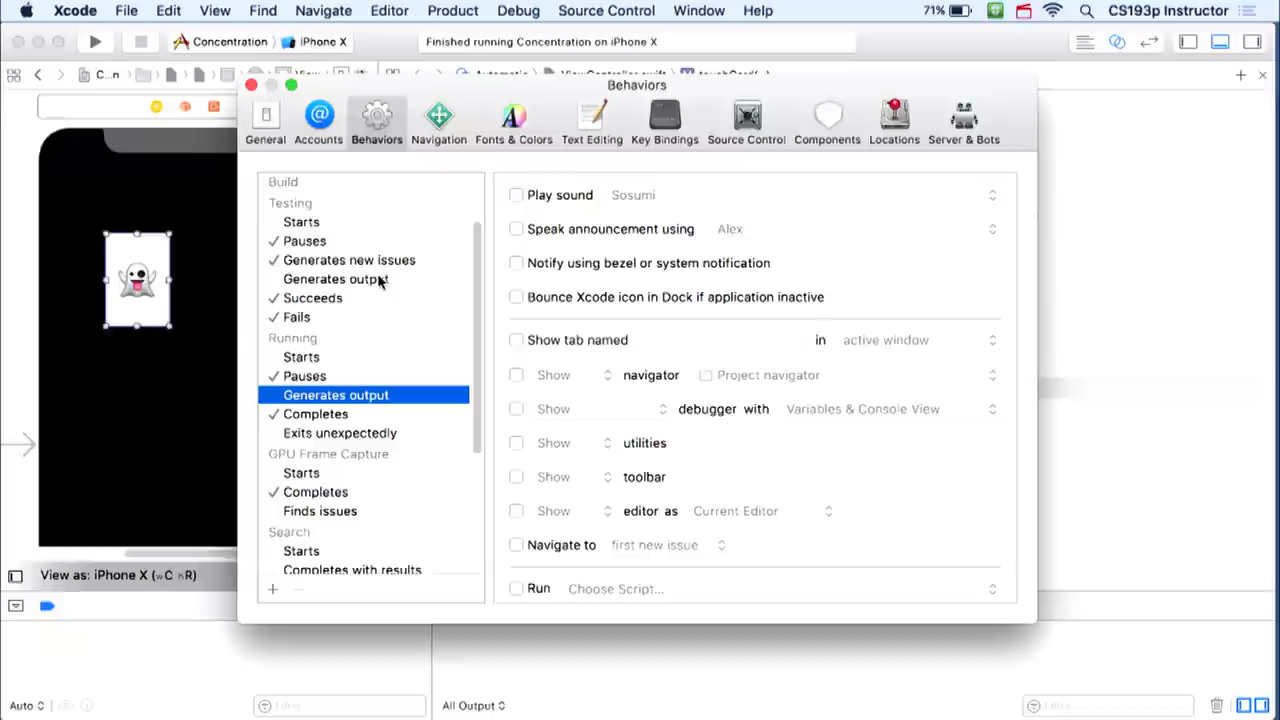 Xcode File Edit View Find Navigate Editor Product Debug Source Control Window Help 71% CS193p Instructor
Concentration iPhone X Finished running Concentration on iPhone X
Behaviors
General Accounts Behaviors Navigation Fonts & Colors Text Editing Key Bindings Source Control Components Locations Server & Bots
Build
Testing
Starts
Pauses
Generates new issues
Generates output
Succeeds
Fails
Running
Starts
Pauses
Generates output
Completes
Exits unexpectedly
GPU Frame Capture
Starts
Completes
Finds issues
Search
Starts
Completes with results
Play sound Sosumi
Speak announcement using Alex
Notify using bezel or system notification
Bounce Xcode icon in Dock if application inactive
Show tab named in active window
Show navigator Project navigator
Show debugger with Variables & Console View
Show utilities
Show toolbar
Show editor as Current Editor
Navigate to first new issue
Run Choose Script...
View as: iPhone X (wC hR)
Auto All Output